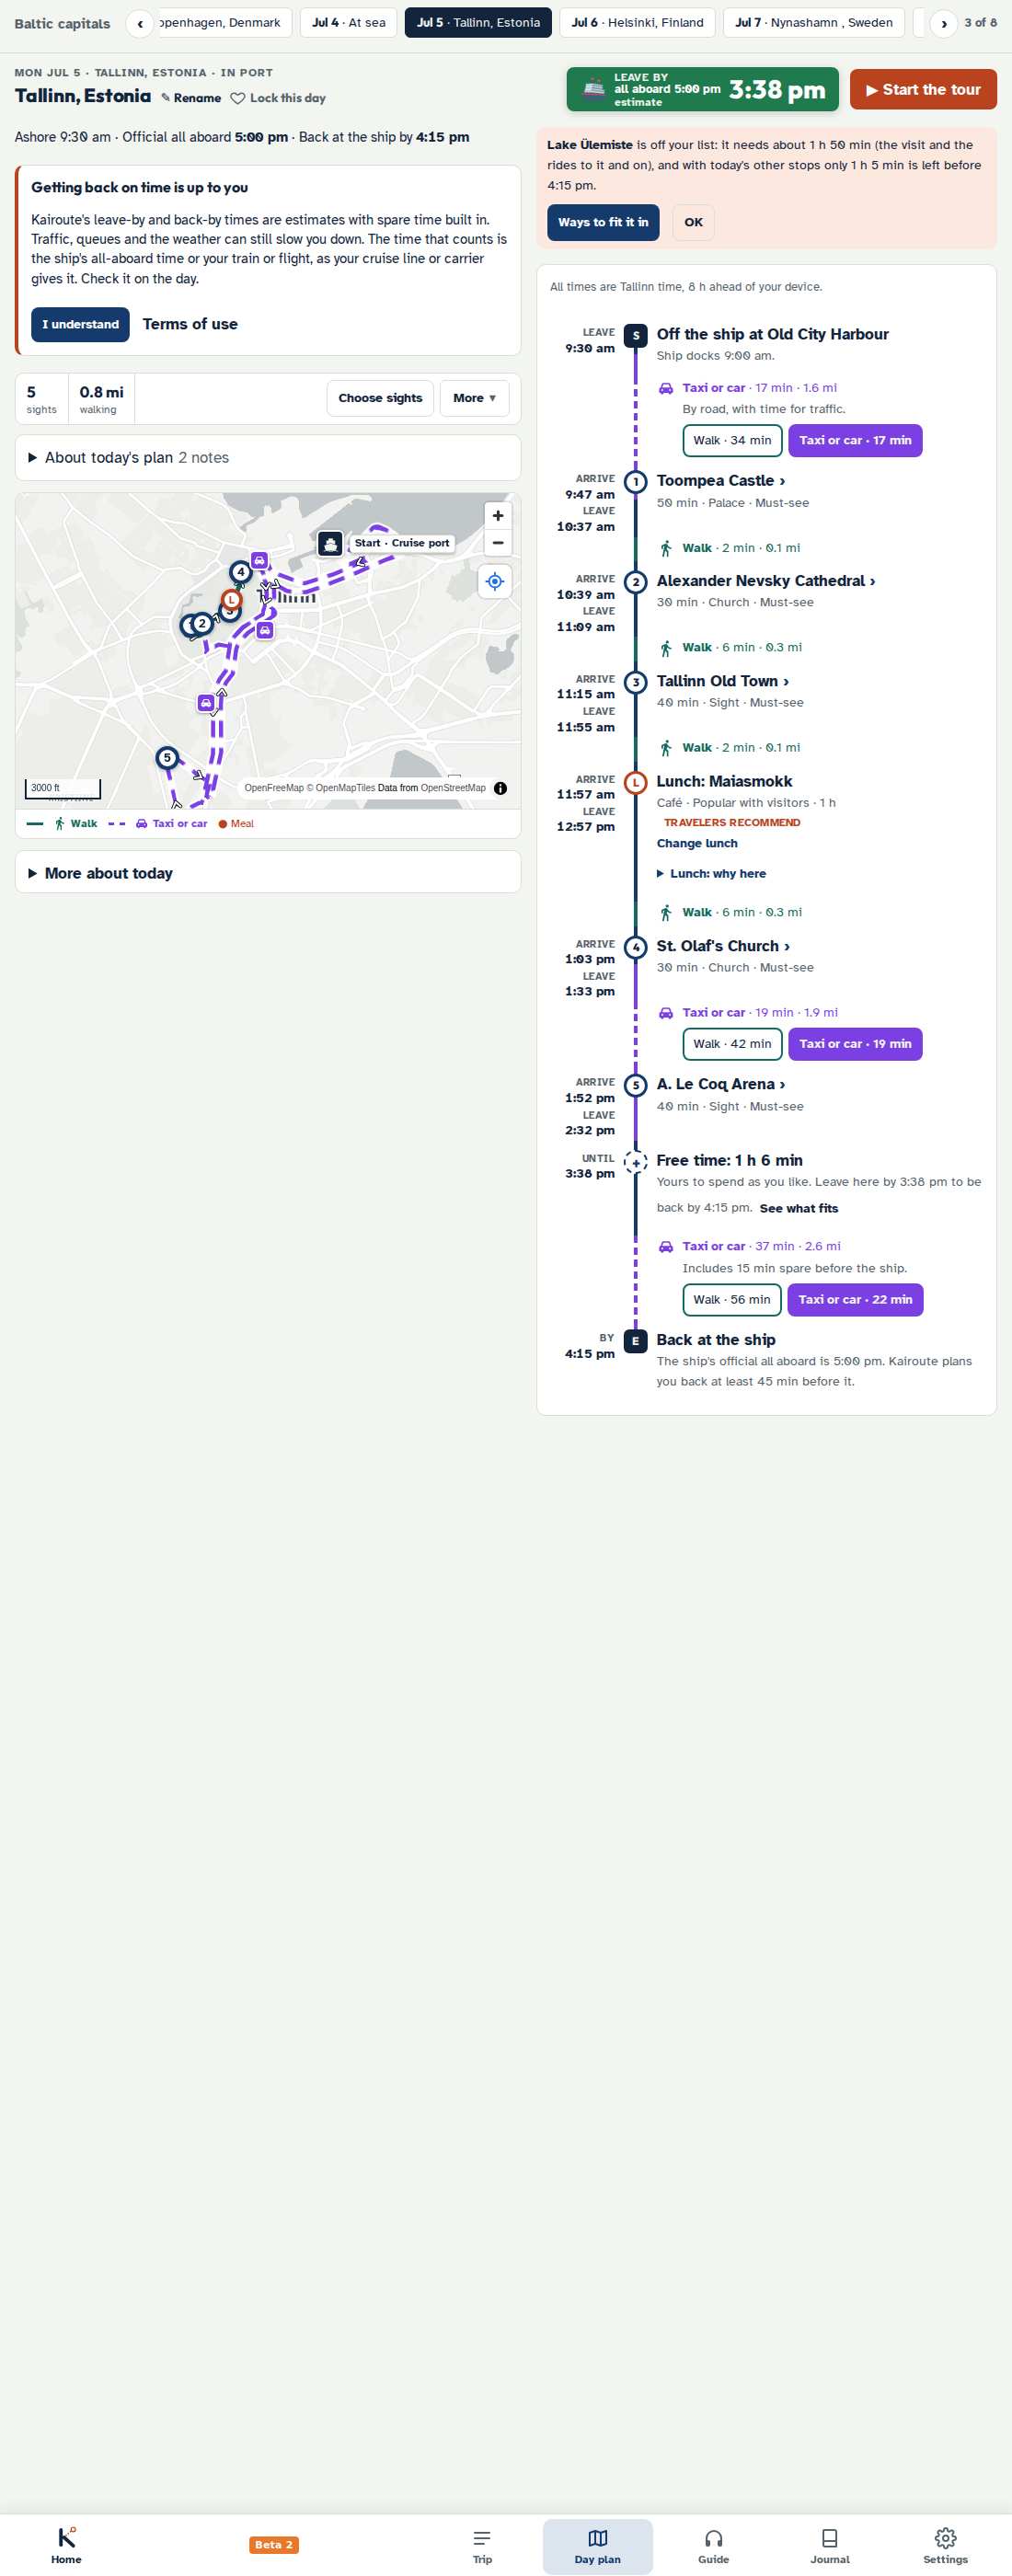 Baltic capitals
‹
openhagen, Denmark
Jul 4 · At sea
Jul 5 · Tallinn, Estonia
Jul 6 · Helsinki, Finland
Jul 7 · Nynashamn , Sweden
›
3 of 8
MON JUL 5 · TALLINN, ESTONIA · IN PORT
Tallinn, Estonia
✎ Rename
Lock this day
LEAVE BY
all aboard 5:00 pm
estimate
3:38 pm
▶ Start the tour
Ashore 9:30 am · Official all aboard 5:00 pm · Back at the ship by 4:15 pm
Getting back on time is up to you
Kairoute's leave-by and back-by times are estimates with spare time built in.
Traffic, queues and the weather can still slow you down. The time that counts is
the ship's all-aboard time or your train or flight, as your cruise line or carrier
gives it. Check it on the day.
I understand
Terms of use
5
sights
0.8 mi
walking
Choose sights
More ▼
▶ About today's plan 2 notes
4
L
2
5
Start · Cruise port
+
−
3000 ft
OpenFreeMap © OpenMapTiles Data from OpenStreetMap
Walk
Taxi or car
Meal
▶ More about today
Lake Ülemiste is off your list: it needs about 1 h 50 min (the visit and the
rides to it and on), and with today's other stops only 1 h 5 min is left before
4:15 pm.
Ways to fit it in
OK
All times are Tallinn time, 8 h ahead of your device.
LEAVE
9:30 am
S
Off the ship at Old City Harbour
Ship docks 9:00 am.
Taxi or car · 17 min · 1.6 mi
By road, with time for traffic.
Walk · 34 min
Taxi or car · 17 min
ARRIVE
9:47 am
LEAVE
10:37 am
1
Toompea Castle ›
50 min · Palace · Must-see
Walk · 2 min · 0.1 mi
ARRIVE
10:39 am
LEAVE
11:09 am
2
Alexander Nevsky Cathedral ›
30 min · Church · Must-see
Walk · 6 min · 0.3 mi
ARRIVE
11:15 am
LEAVE
11:55 am
3
Tallinn Old Town ›
40 min · Sight · Must-see
Walk · 2 min · 0.1 mi
ARRIVE
11:57 am
LEAVE
12:57 pm
L
Lunch: Maiasmokk
Café · Popular with visitors · 1 h
TRAVELERS RECOMMEND
Change lunch
▶ Lunch: why here
Walk · 6 min · 0.3 mi
ARRIVE
1:03 pm
LEAVE
1:33 pm
4
St. Olaf's Church ›
30 min · Church · Must-see
Taxi or car · 19 min · 1.9 mi
Walk · 42 min
Taxi or car · 19 min
ARRIVE
1:52 pm
LEAVE
2:32 pm
5
A. Le Coq Arena ›
40 min · Sight · Must-see
UNTIL
3:38 pm
+
Free time: 1 h 6 min
Yours to spend as you like. Leave here by 3:38 pm to be
back by 4:15 pm. See what fits
Taxi or car · 37 min · 2.6 mi
Includes 15 min spare before the ship.
Walk · 56 min
Taxi or car · 22 min
BY
4:15 pm
E
Back at the ship
The ship's official all aboard is 5:00 pm. Kairoute plans
you back at least 45 min before it.
Home
Beta 2
Trip
Day plan
Guide
Journal
Settings